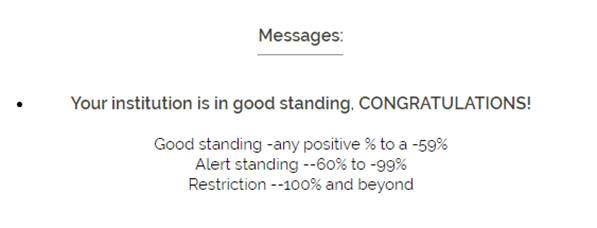 Messages:
Your institution is in good standing, CONGRATULATIONS!
Good standing -any positive % to a -59%
Alert standing --60% to -99%
Restriction --100% and beyond